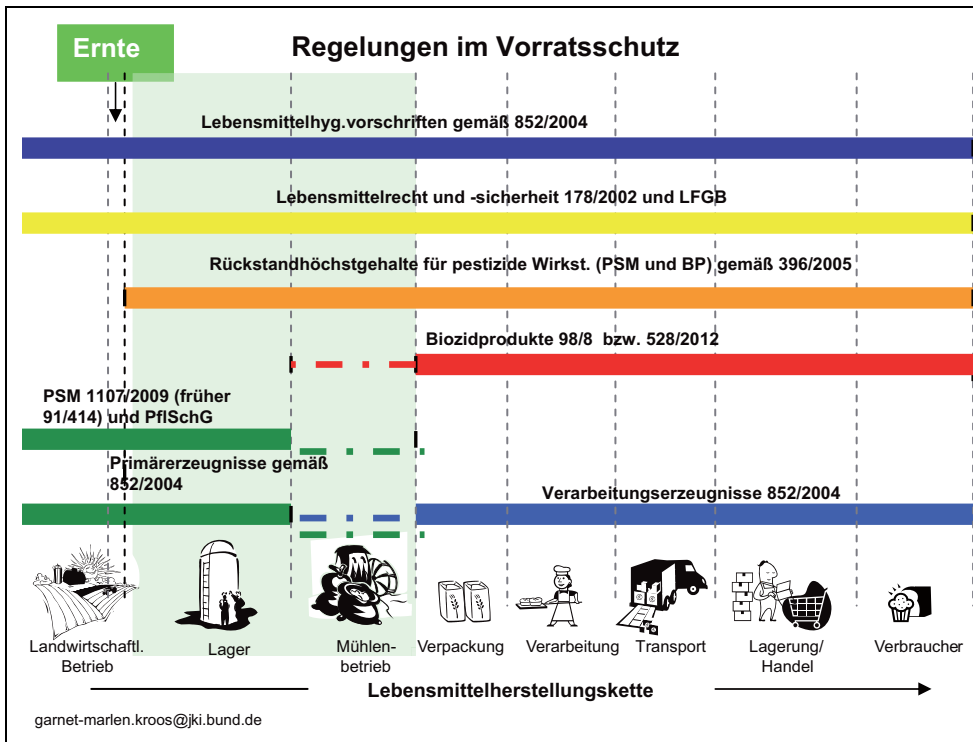 Ernte
Regelungen im Vorratsschutz
Lebensmittelhyg.vorschriften gemäß 852/2004
Lebensmittelrecht und -sicherheit 178/2002 und LFGB
Rückstandhöchstgehalte für pestizide Wirkst. (PSM und BP) gemäß 396/2005
Biozidprodukte 98/8 bzw. 528/2012
PSM 1107/2009 (früher
91/414) und PflSchG
Primärerzeugnisse gemäß
852/2004
Verarbeitungserzeugnisse 852/2004
Landwirtschaftl.
Betrieb
Lager
Mühlen-
betrieb
Verpackung
Verarbeitung
Transport
Lagerung/
Handel
Verbraucher
Lebensmittelherstellungskette
garnet-marlen.kroos@jki.bund.de